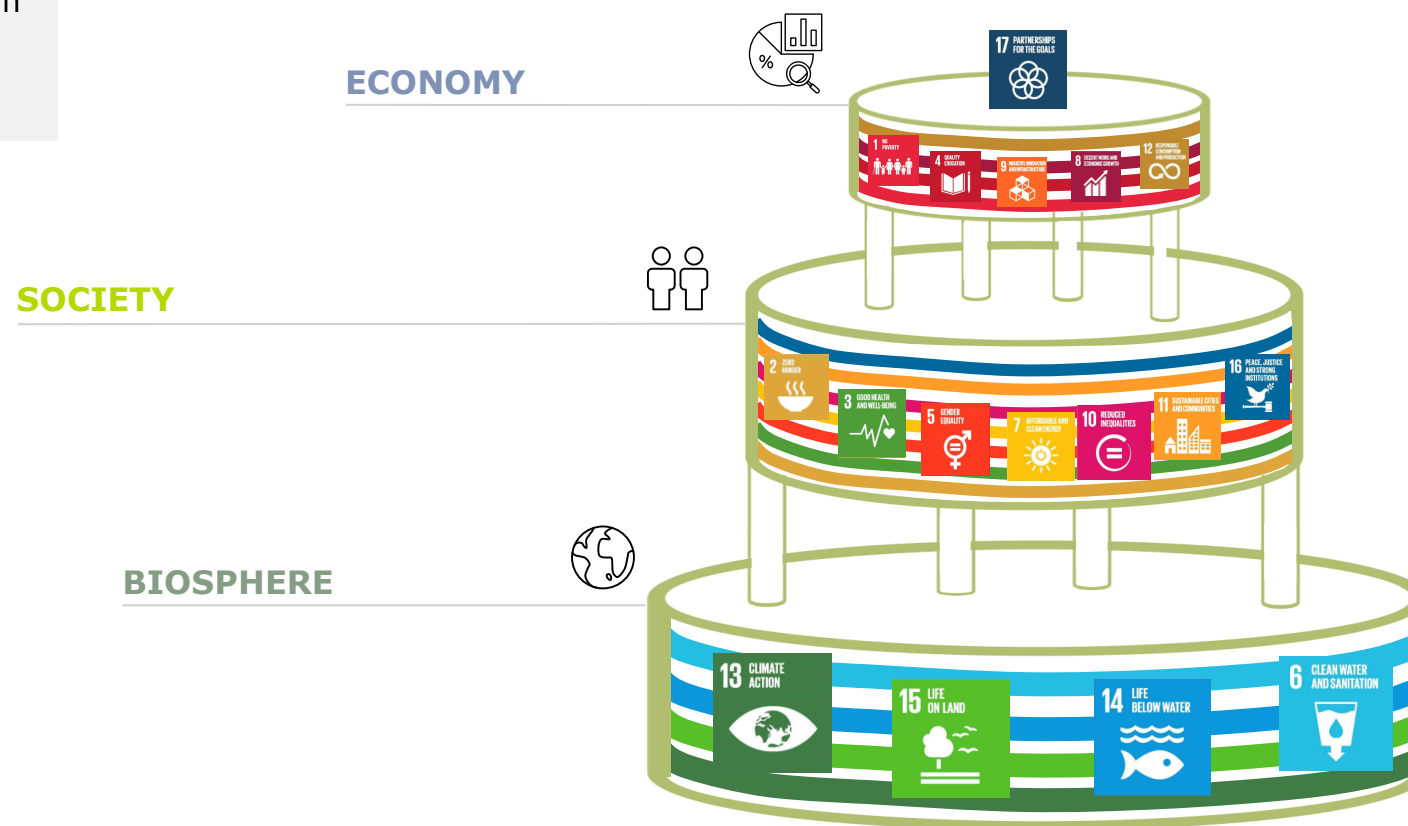 n
ECONOMY
%
17 PARTNERSHIPS
FOR THE GOALS
1 NO
POVERTY
4 QUALITY
EDUCATION
9 INDUSTRY, INNOVATION
AND INFRASTRUCTURE
8 DECENT WORK AND
ECONOMIC GROWTH
12 RESPONSIBLE
CONSUMPTION
AND PRODUCTION
SOCIETY
2 ZERO
HUNGER
3 GOOD HEALTH
AND WELL-BEING
5 GENDER
EQUALITY
7 AFFORDABLE AND
CLEAN ENERGY
10 REDUCED
INEQUALITIES
11 SUSTAINABLE CITIES
AND COMMUNITIES
16 PEACE, JUSTICE
AND STRONG
INSTITUTIONS
BIOSPHERE
13 CLIMATE
ACTION
15 LIFE
ON LAND
14 LIFE
BELOW WATER
6 CLEAN WATER
AND SANITATION